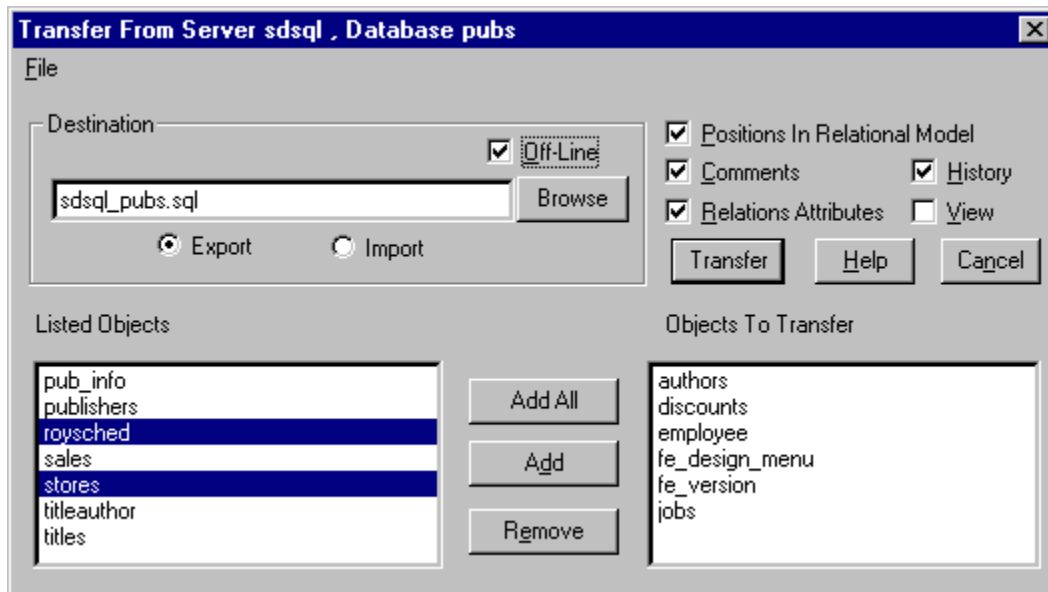 Transfer From Server sdsql , Database pubs
File
Destination
Off-Line
sdsql_pubs.sql
Browse
Export
Import
Positions In Relational Model
Comments
History
Relations Attributes
View
Transfer
Help
Cancel
Listed Objects
pub_info
publishers
roysched
sales
stores
titleauthor
titles
Add All
Add
Remove
Objects To Transfer
authors
discounts
employee
fe_design_menu
fe_version
jobs